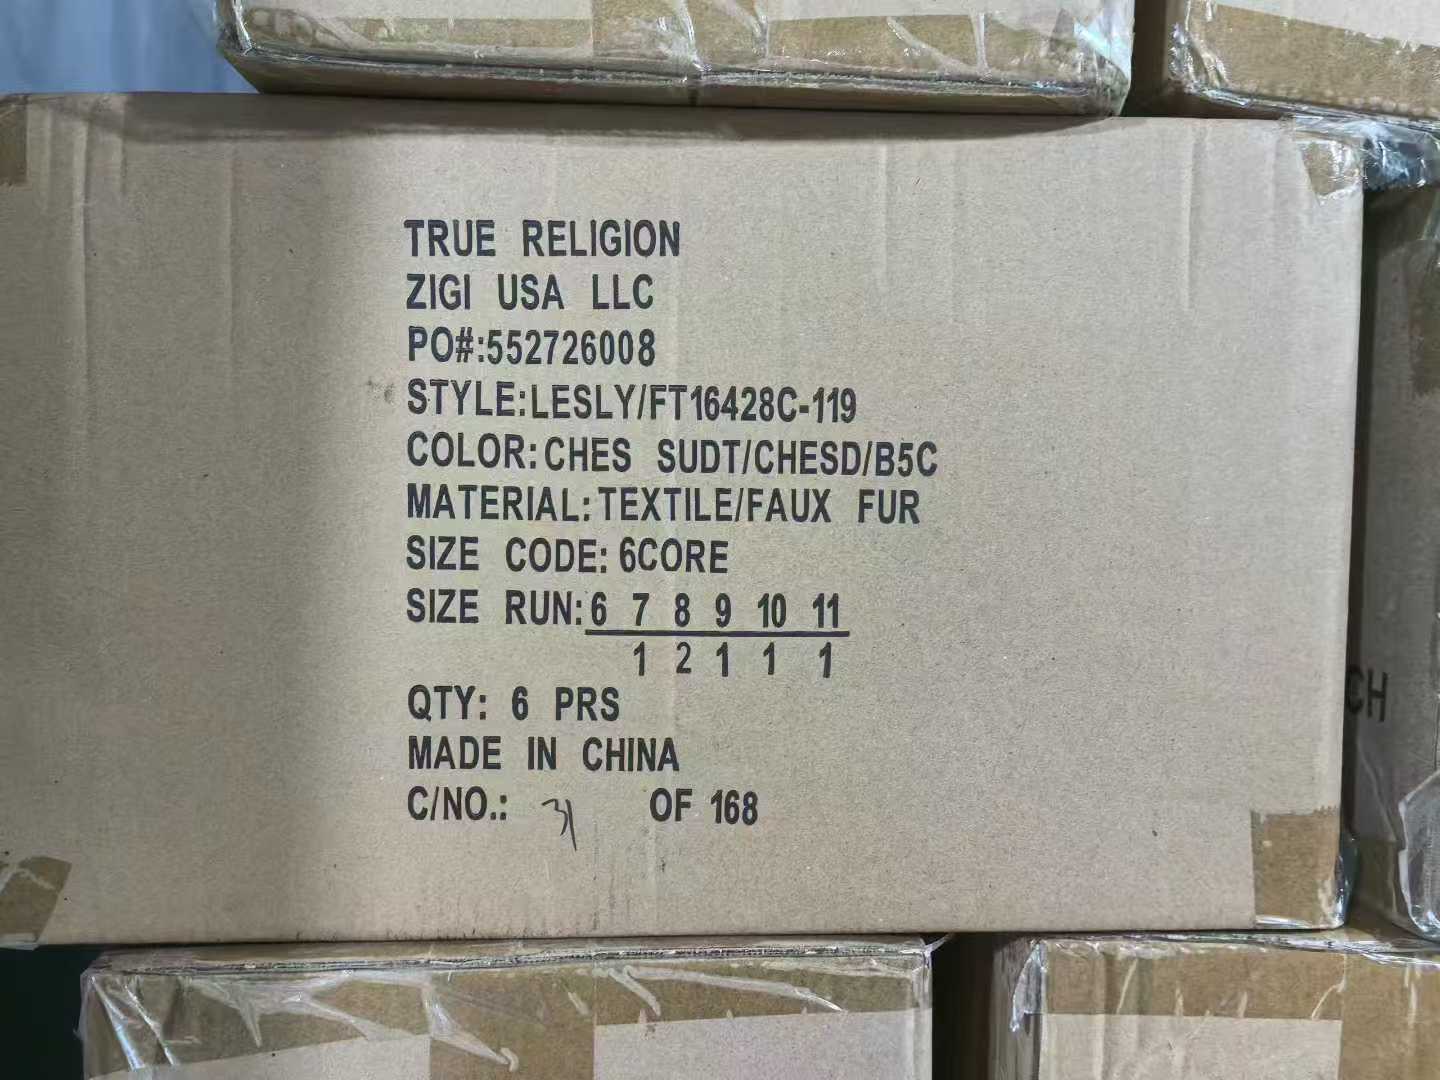 TRUE RELIGION
ZIGI USA LLC
PO#:552726008
STYLE:LESLY/FT16428C-119
COLOR:CHES SUDT/CHESD/B5C
MATERIAL:TEXTILE/FAUX FUR
SIZE CODE: 6CORE
SIZE RUN:6 7 8 9 10 11
1 2 1 1 1
QTY: 6 PRS
MADE IN CHINA
C/NO.: 31 OF 168
CH